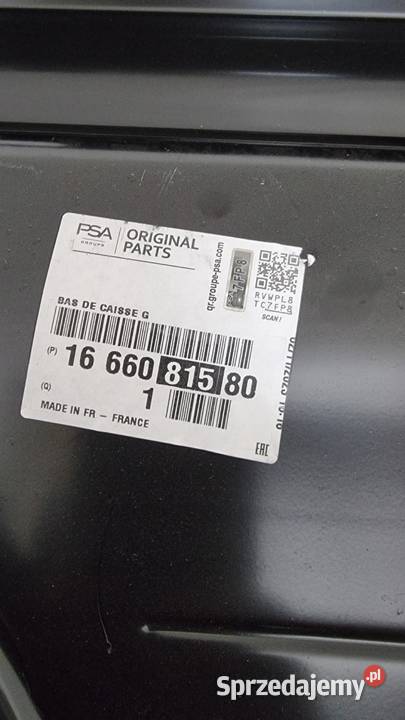 PSA
GROUPE
ORIGINAL
PARTS
qr.groupe-psa.com
7FP8
RVWPL8
TC7FP8
SCAN!
BAS DE CAISSE G
(P) 16 660 815 80
(Q) 1
MADE IN FR - FRANCE
EAC
Sprzedajemy.pl